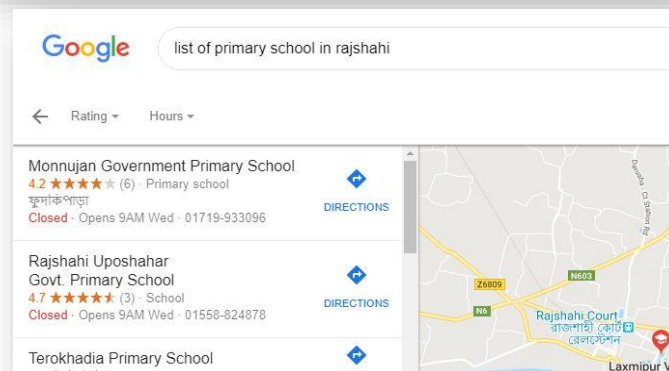 Google
list of primary school in rajshahi
Rating
Hours
Monnujan Government Primary School
4.2 ★★★★★ (6) · Primary school
ফুদকিপাড়া
Closed · Opens 9AM Wed · 01719-933096
DIRECTIONS
Rajshahi Uposhahar
Govt. Primary School
4.7 ★★★★★ (3) · School
Closed · Opens 9AM Wed · 01558-824878
DIRECTIONS
Terokhadia Primary School
Z6809
N603
N6
Rajshahi Court
রাজশাহী কোর্ট
রেলস্টেশন
Laxmipur